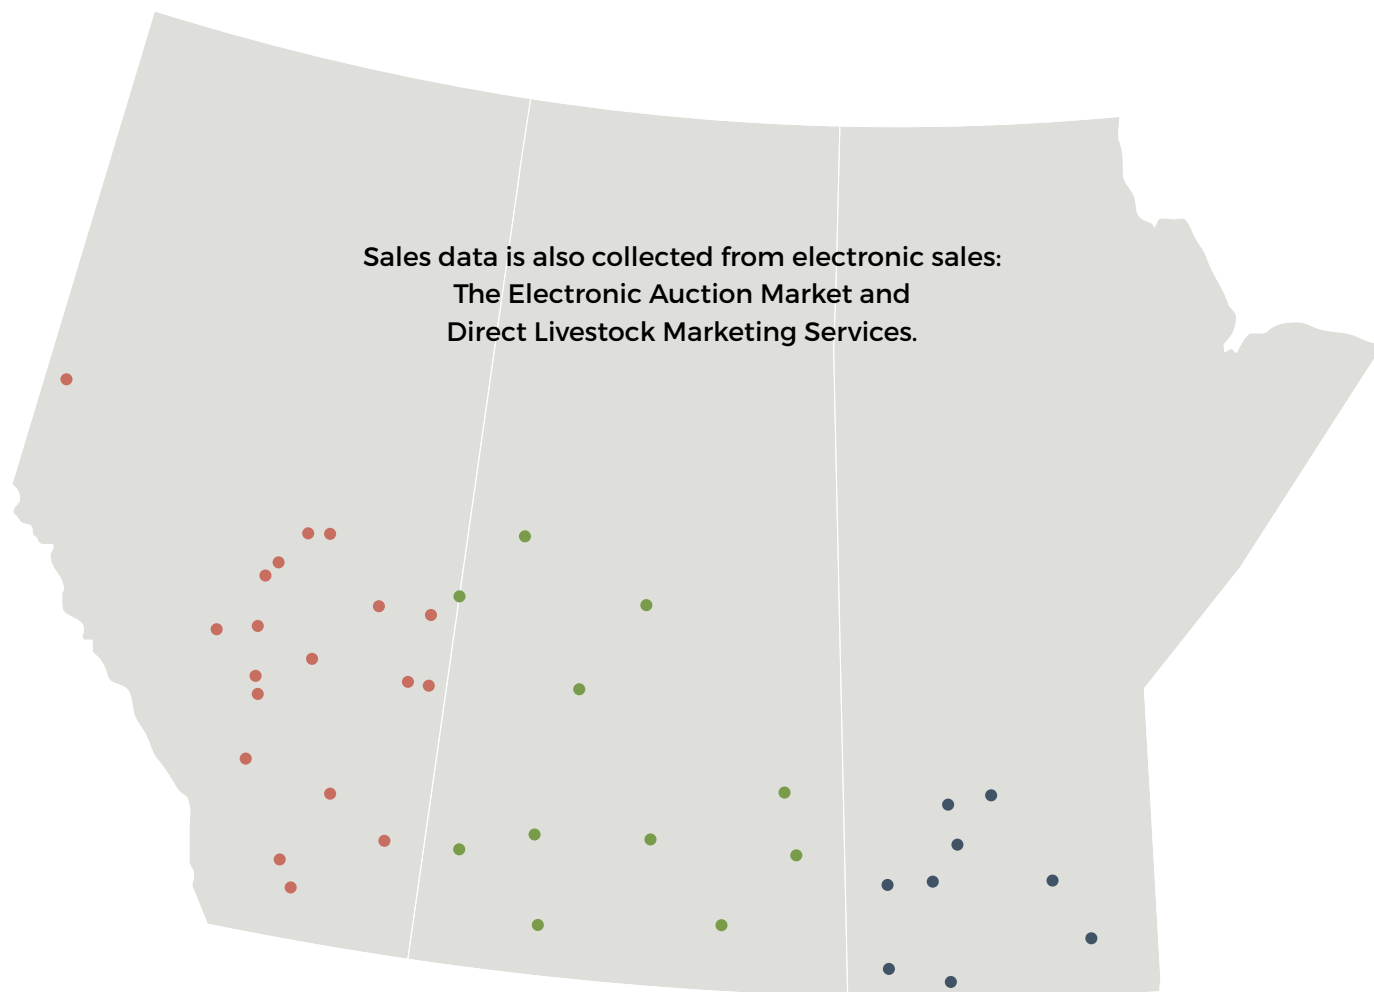 Sales data is also collected from electronic sales:
The Electronic Auction Market and
Direct Livestock Marketing Services.